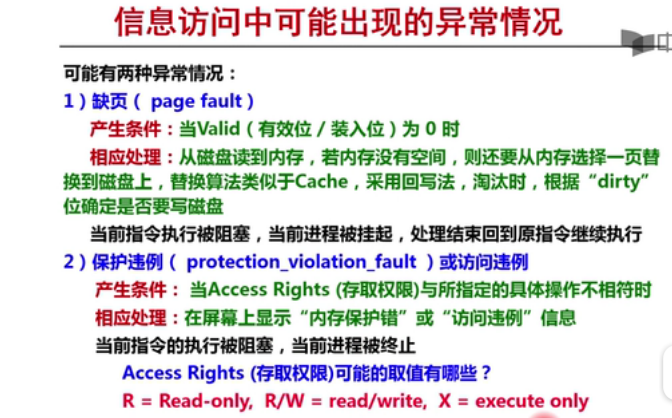 信息访问中可能出现的异常情况
中
可能有两种异常情况：
1）缺页（ page fault）
产生条件：当Valid（有效位 / 装入位）为 0 时
相应处理：从磁盘读到内存，若内存没有空间，则还要从内存选择一页替
换到磁盘上，替换算法类似于Cache，采用回写法，淘汰时，根据“dirty”
位确定是否要写磁盘
当前指令执行被阻塞，当前进程被挂起，处理结束回到原指令继续执行
2）保护违例（ protection_violation_fault ）或访问违例
产生条件： 当Access Rights (存取权限)与所指定的具体操作不相符时
相应处理：在屏幕上显示“内存保护错”或“访问违例”信息
当前指令的执行被阻塞，当前进程被终止
Access Rights (存取权限)可能的取值有哪些？
R = Read-only, R/W = read/write, X = execute only